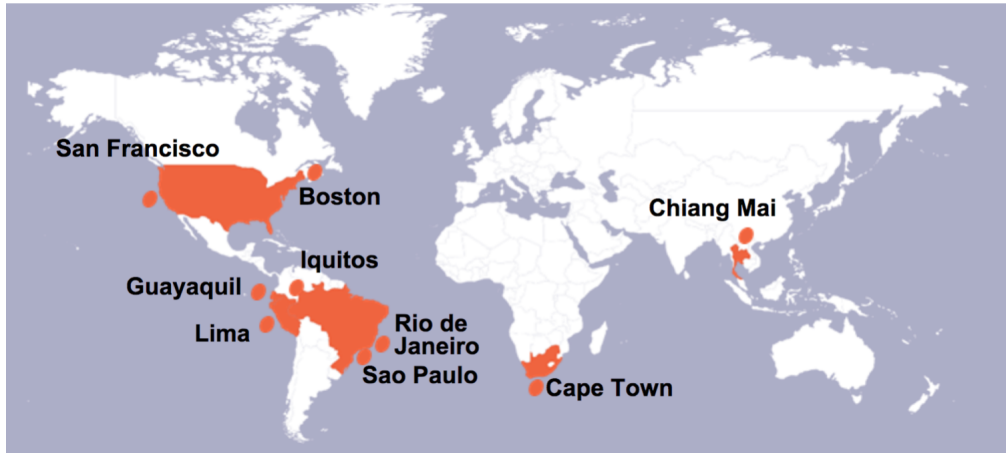 San Francisco
Boston
Chiang Mai
Iquitos
Guayaquil
Lima
Rio de
Janeiro
Sao Paulo
Cape Town